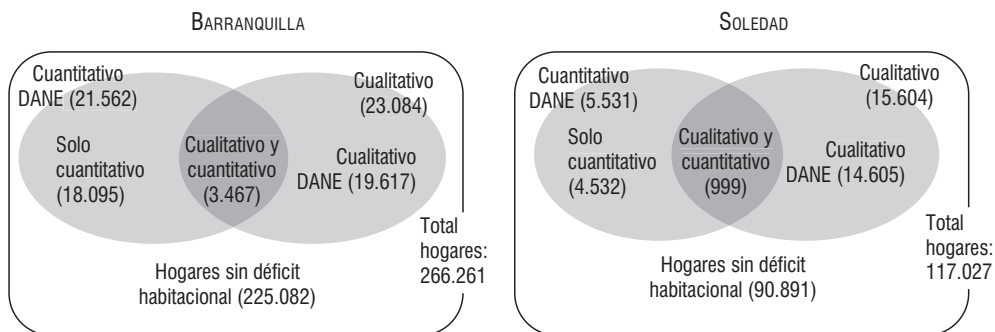 BARRANQUILLA
Cuantitativo
DANE (21.562)
Cualitativo
(23.084)
Solo
cuantitativo
(18.095)
Cualitativo y
cuantitativo
(3.467)
Cualitativo
DANE (19.617)
Total
hogares:
266.261
Hogares sin déficit
habitacional (225.082)
SOLEDAD
Cuantitativo
DANE (5.531)
Cualitativo
(15.604)
Solo
cuantitativo
(4.532)
Cualitativo y
cuantitativo
(999)
Cualitativo
DANE (14.605)
Total
hogares:
117.027
Hogares sin déficit
habitacional (90.891)